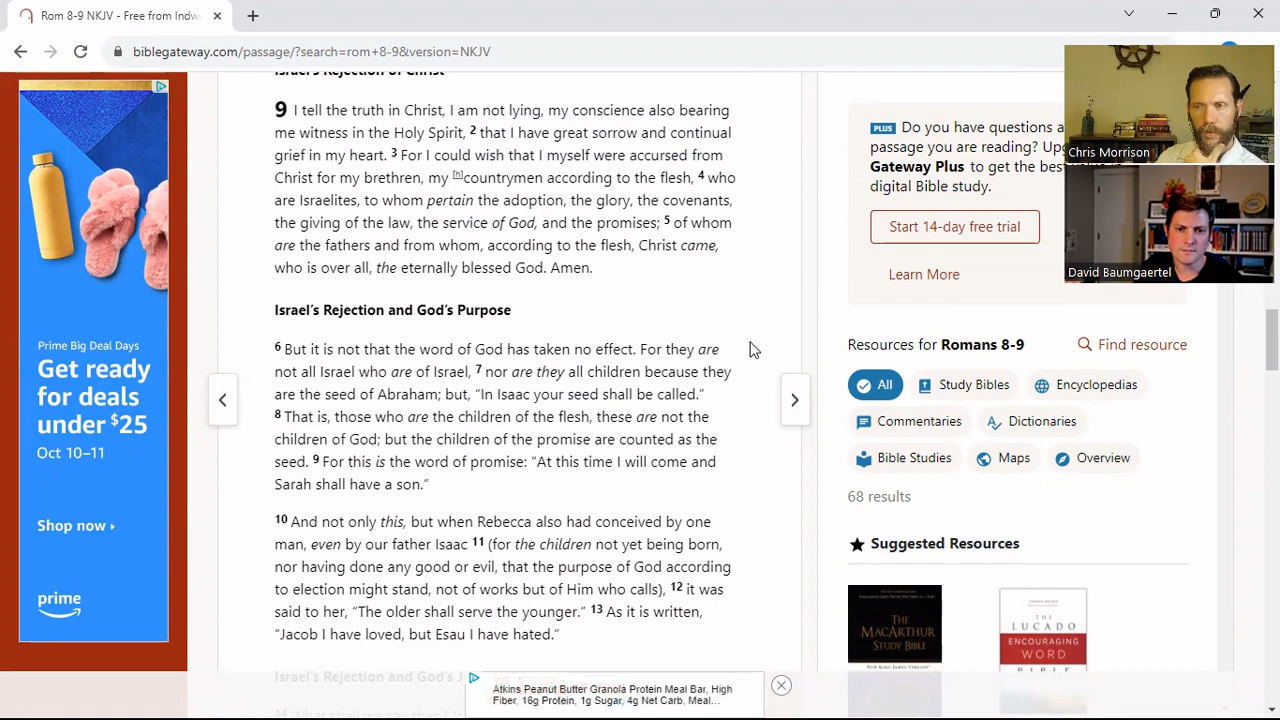 Rom 8-9 NKJV - Free from Indw
biblegateway.com/passage/?search=rom+8-9&version=NKJV
Israel's Rejection of Christ
9 I tell the truth in Christ, I am not lying, my conscience also bearing
me witness in the Holy Spirit, 2 that I have great sorrow and continual
grief in my heart. 3 For I could wish that I myself were accursed from
Christ for my brethren, my [b]countrymen according to the flesh, 4 who
are Israelites, to whom pertain the adoption, the glory, the covenants,
the giving of the law, the service of God, and the promises; 5 of whom
are the fathers and from whom, according to the flesh, Christ came,
who is over all, the eternally blessed God. Amen.
Israel's Rejection and God's Purpose
6 But it is not that the word of God has taken no effect. For they are
not all Israel who are of Israel, 7 nor are they all children because they
are the seed of Abraham; but, “In Isaac your seed shall be called.”
8 That is, those who are the children of the flesh, these are not the
children of God; but the children of the promise are counted as the
seed. 9 For this is the word of promise: “At this time I will come and
Sarah shall have a son.”
10 And not only this, but when Rebecca also had conceived by one
man, even by our father Isaac 11 (for the children not yet being born,
nor having done any good or evil, that the purpose of God according
to election might stand, not of works but of Him who calls), 12 it was
said to her, “The older shall serve the younger.” 13 As it is written,
“Jacob I have loved, but Esau I have hated.”
Israel's Rejection and God's J
14 What shall we say then? Is
Prime Big Deal Days
Get ready
for deals
under $25
Oct 10–11
Shop now ›
prime
PLUS Do you have questions a
passage you are reading? Upg
Gateway Plus to get the best
digital Bible study.
Start 14-day free trial
Learn More
Chris Morrison
David Baumgaertel
Resources for Romans 8-9
Find resource
All
Study Bibles
Encyclopedias
Commentaries
Dictionaries
Bible Studies
Maps
Overview
68 results
Suggested Resources
THE
MACARTHUR
STUDY BIBLE
THE
LUCADO
ENCOURAGING
WORD
BIBLE
Atkins Peanut Butter Granola Protein Meal Bar, High
Fiber, 16g Protein, 1g Sugar, 4g Net Carb, Meal...